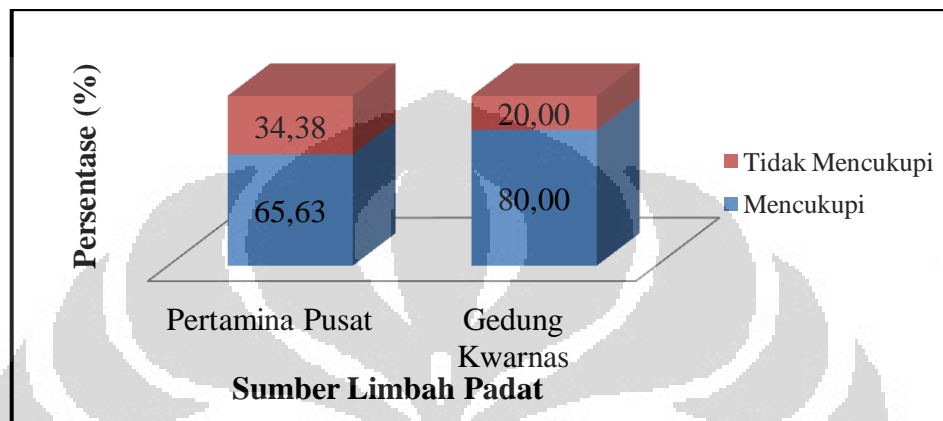 Persentase (%)
34,38
20,00
65,63
80,00
Tidak Mencukupi
Mencukupi
Pertamina Pusat
Gedung
Kwarnas
Sumber Limbah Padat